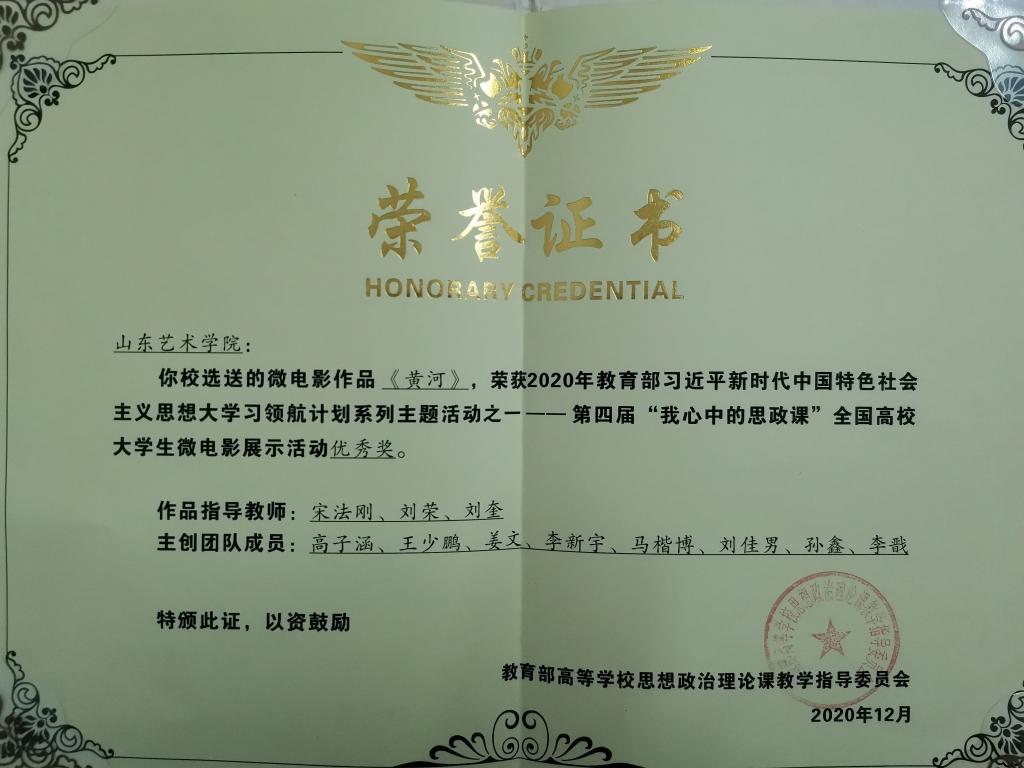 荣誉证书
HONORARY CREDENTIAL
山东艺术学院：
你校选送的微电影作品《黄河》，荣获2020年教育部习近平新时代中国特色社会
主义思想大学习领航计划系列主题活动之一——第四届“我心中的思政课”全国高校
大学生微电影展示活动优秀奖。
作品指导教师：宋法刚、刘荣、刘奎
主创团队成员：高子涵、王少鹏、姜文、李新宇、马楷博、刘佳男、孙鑫、李戬
特颁此证，以资鼓励
教育部高等学校思想政治理论课教学指导委员会
2020年12月